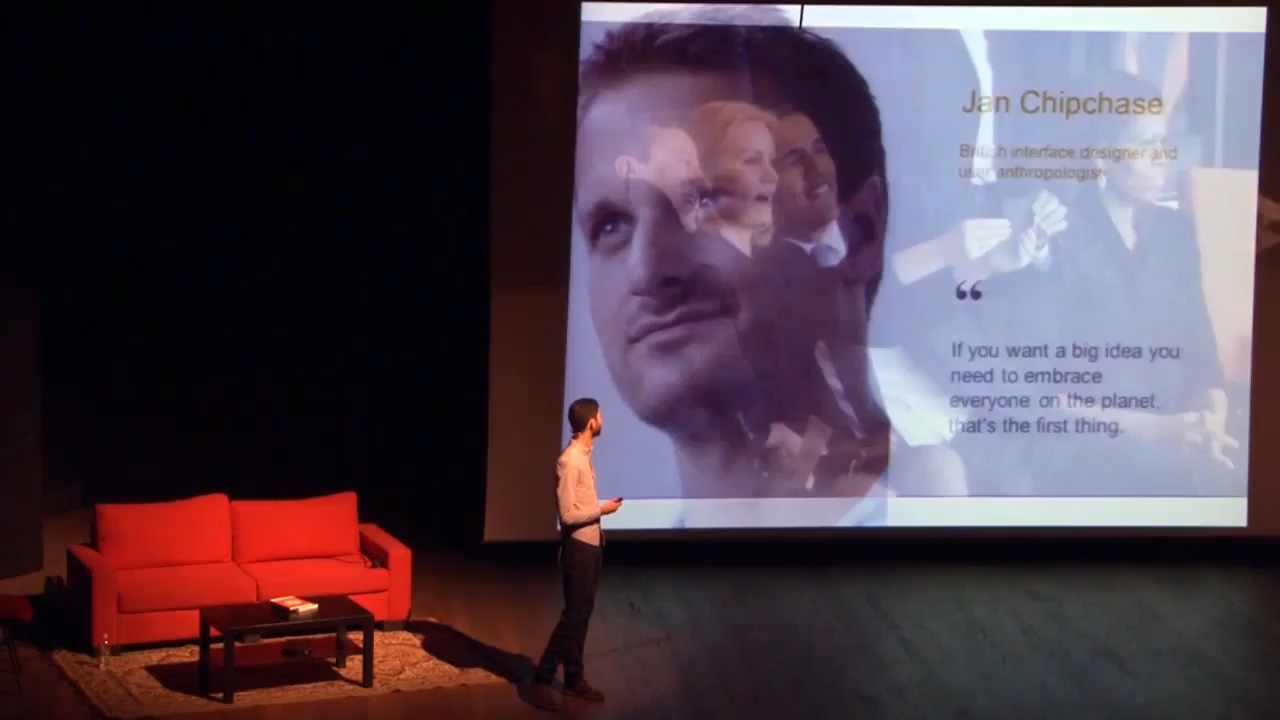 Jan Chipchase
British interface designer and
user anthropologist
“
If you want a big idea you
need to embrace
everyone on the planet,
that's the first thing.